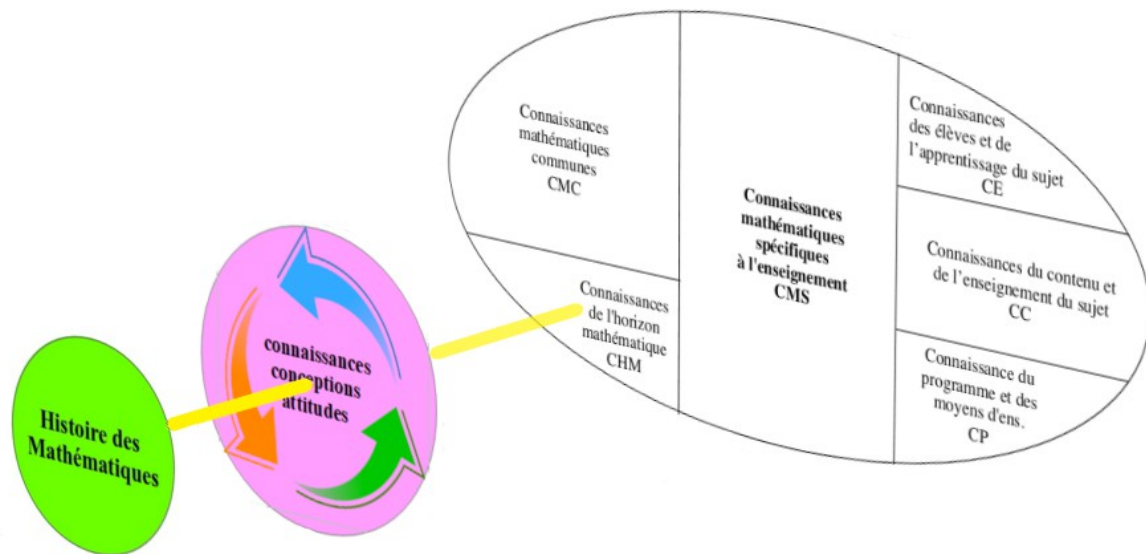 Histoire des
Mathématiques
connaissances
conceptions
attitudes
Connaissances
mathématiques
communes
CMC
Connaissances
de l'horizon
mathématique
CHM
Connaissances
mathématiques
spécifiques
à l'enseignement
CMS
Connaissances
des élèves et de
l’apprentissage du sujet
CE
Connaissances du contenu et
de l’enseignement du sujet
CC
Connaissance du
programme et des
moyens d'ens.
CP